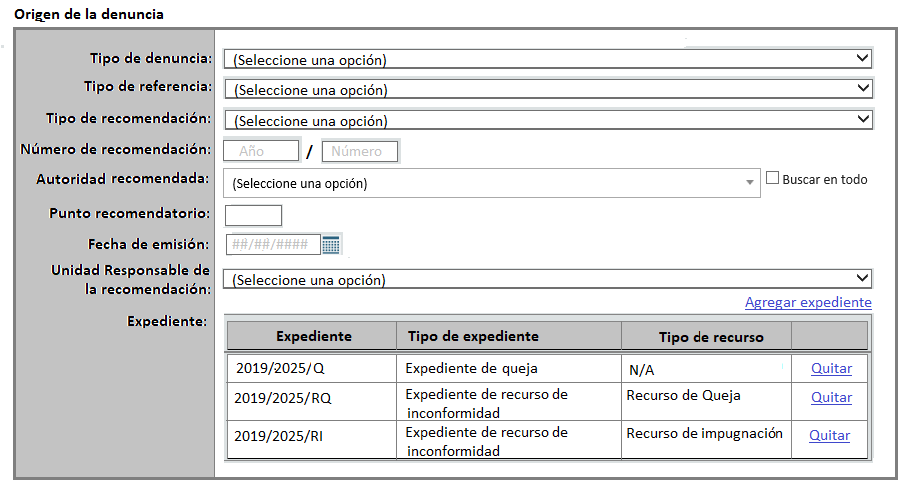 Origen de la denuncia
Tipo de denuncia: (Seleccione una opción)
Tipo de referencia: (Seleccione una opción)
Tipo de recomendación: (Seleccione una opción)
Número de recomendación: Año / Número
Autoridad recomendada: (Seleccione una opción) Buscar en todo
Punto recomendatorio:
Fecha de emisión: ##/##/####
Unidad Responsable de
la recomendación: (Seleccione una opción)
Agregar expediente
Expediente:
Expediente Tipo de expediente Tipo de recurso
2019/2025/Q Expediente de queja N/A Quitar
2019/2025/RQ Expediente de recurso de Recurso de Queja Quitar
inconformidad
2019/2025/RI Expediente de recurso de Recurso de impugnación Quitar
inconformidad